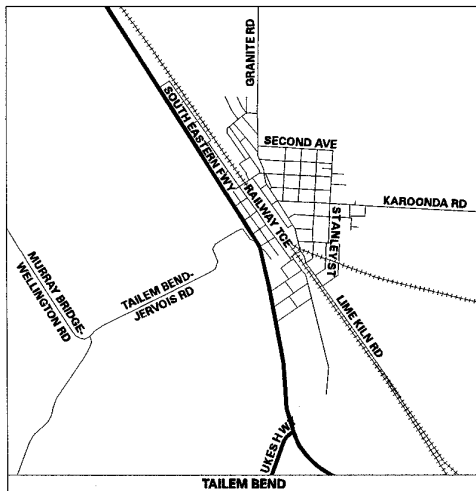 GRANITE RD
SOUTH EASTERN FWY
SECOND AVE
RAILWAY TCE
KAROONDA RD
STANLEY ST
MURRAY BRIDGE-
WELLINGTON RD
TAILEM BEND-
JERVOIS RD
LIME KILN RD
UKES HW
TAILEM BEND